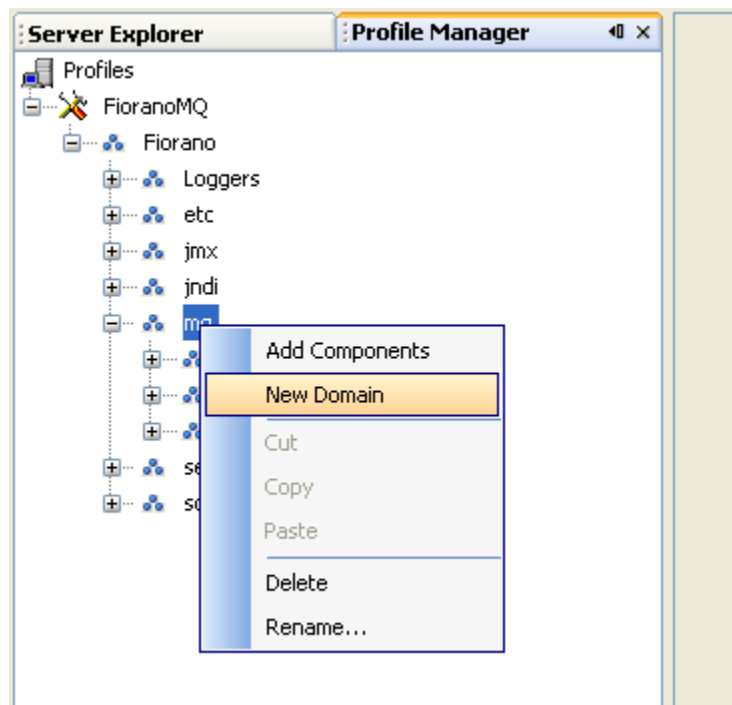 Server Explorer
Profile Manager
Profiles
FioranoMQ
Fiorano
Loggers
etc
jmx
jndi
Add Components
New Domain
Cut
Copy
Paste
Delete
Rename...